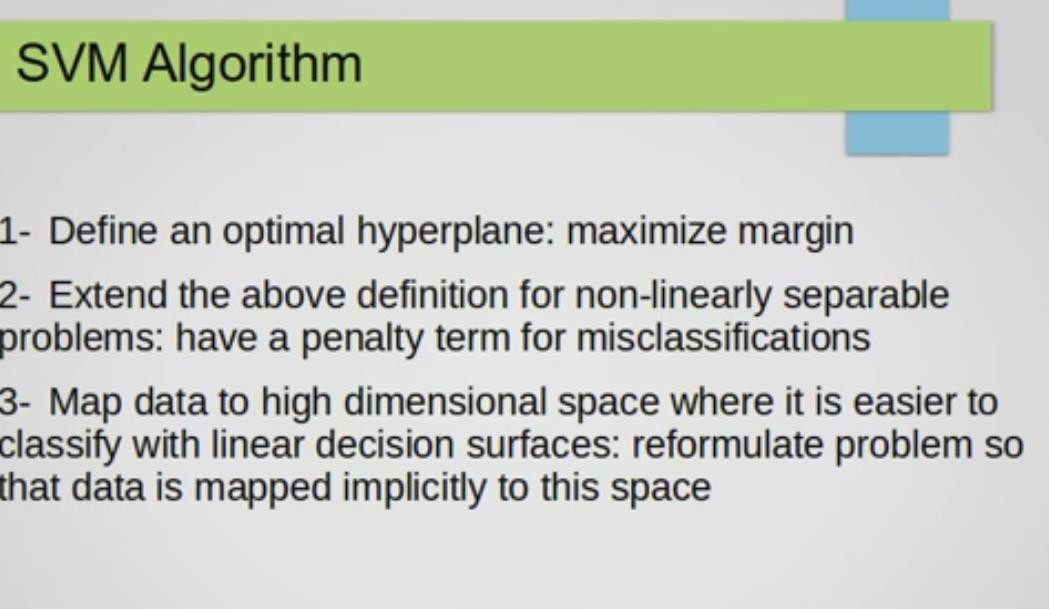 SVM Algorithm
1- Define an optimal hyperplane: maximize margin
2- Extend the above definition for non-linearly separable
problems: have a penalty term for misclassifications
3- Map data to high dimensional space where it is easier to
classify with linear decision surfaces: reformulate problem so
that data is mapped implicitly to this space